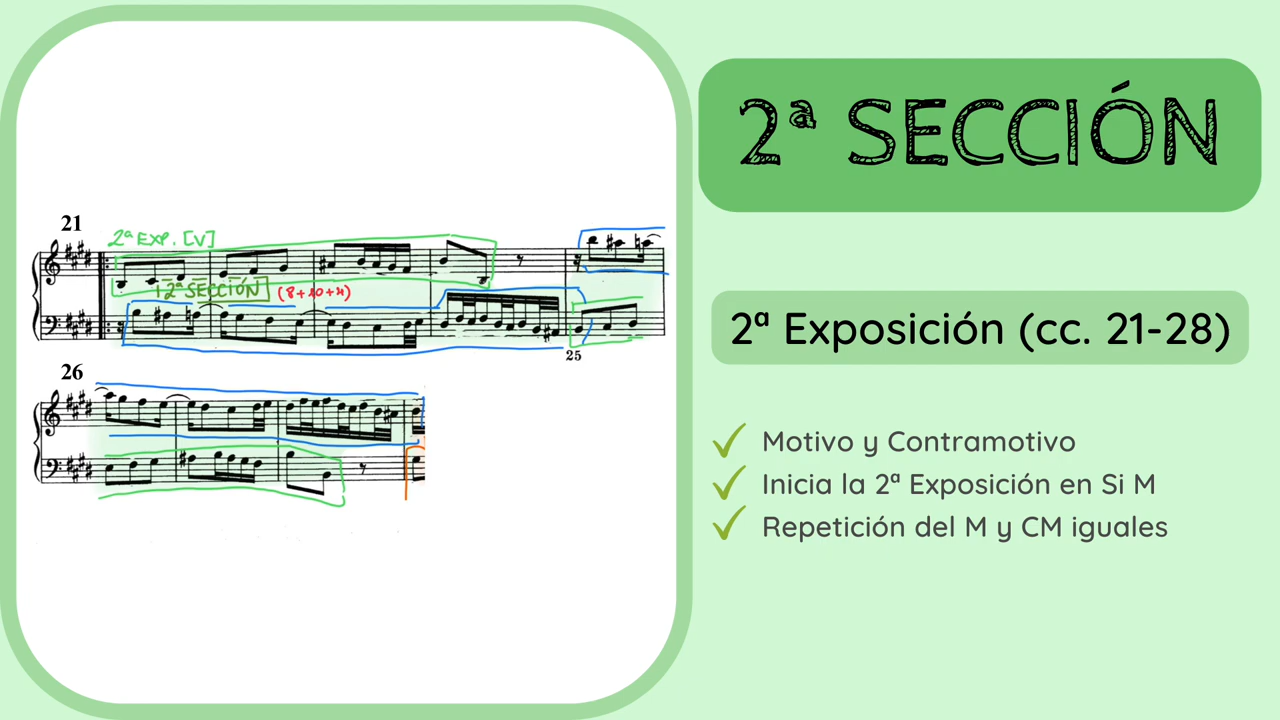 2ª SECCIÓN
21
2ª EXP. [V]
2ª SECCIÓN (8+10+4)
25
26
2ª Exposición (cc. 21-28)
Motivo y Contramotivo
Inicia la 2ª Exposición en Si M
Repetición del M y CM iguales